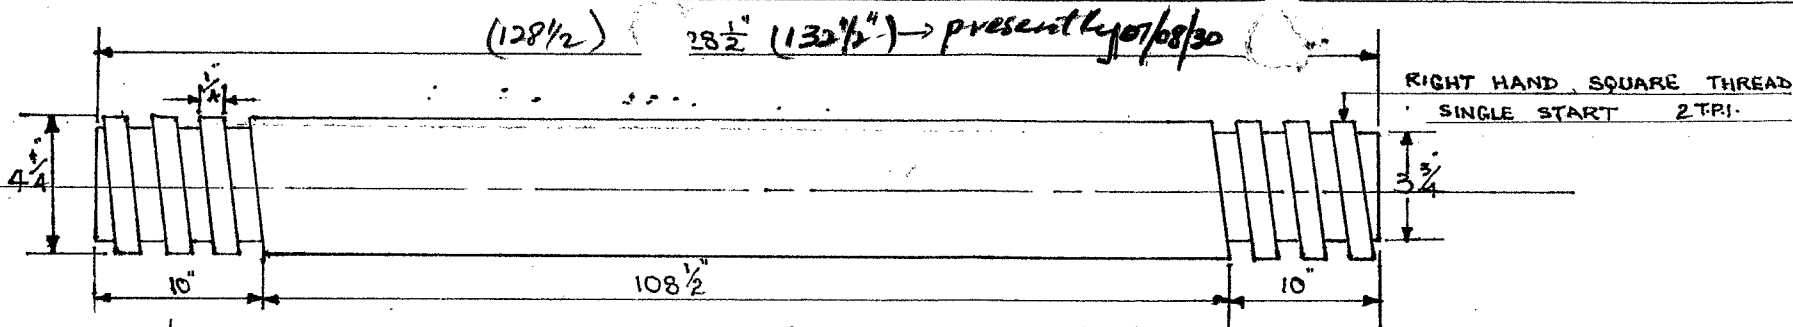 (128½) 28½" (132½") → presently 07/08/30
¼"
RIGHT HAND SQUARE THREAD
SINGLE START 2 T.P.I.
4¼"
3¾"
10" 108½" 10"